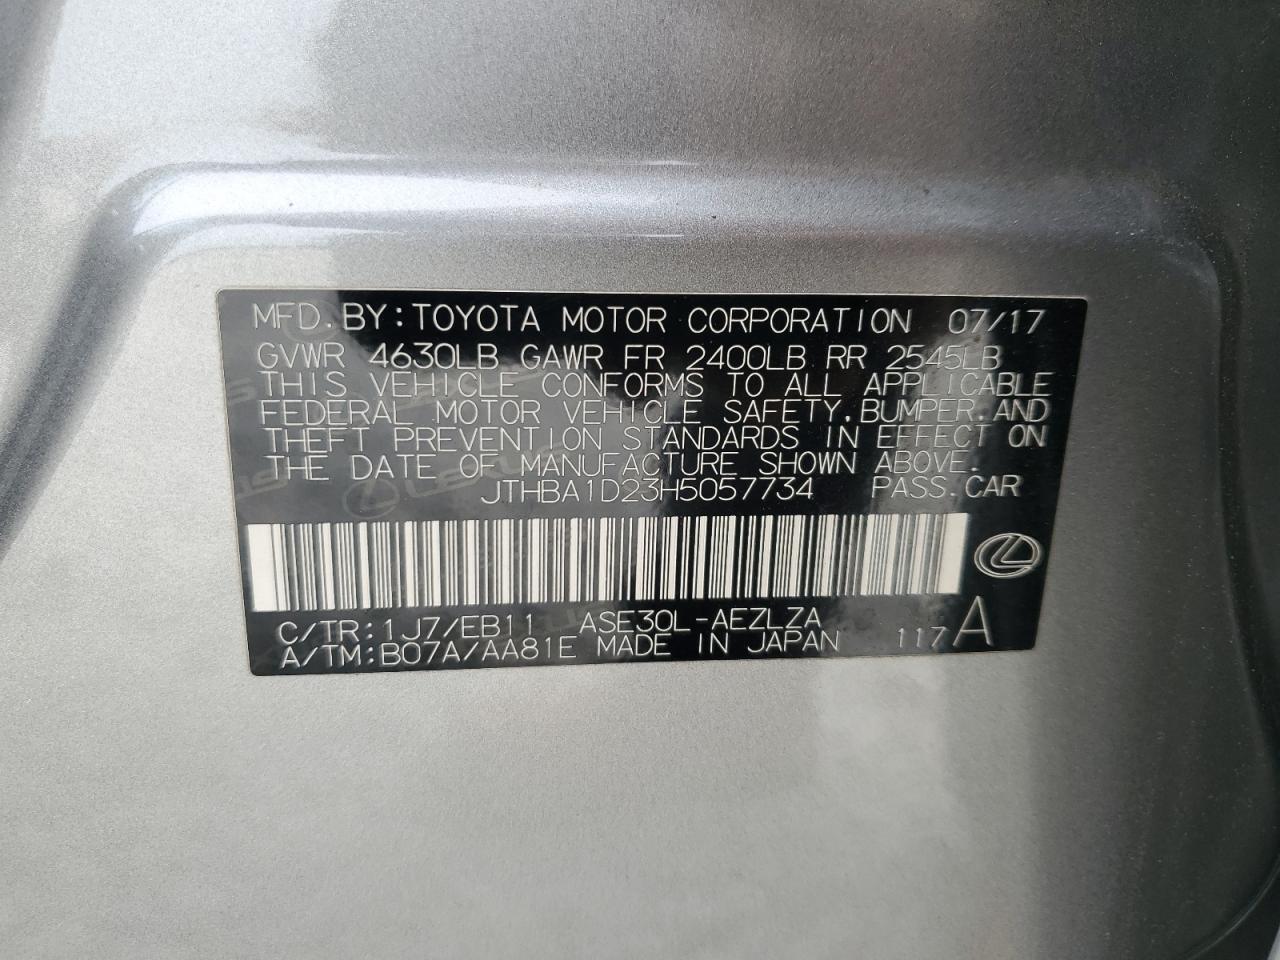 MFD. BY: TOYOTA MOTOR CORPORATION 07/17
GVWR 4630LB GAWR FR 2400LB RR 2545LB
THIS VEHICLE CONFORMS TO ALL APPLICABLE
FEDERAL MOTOR VEHICLE SAFETY, BUMPER, AND
THEFT PREVENTION STANDARDS IN EFFECT ON
THE DATE OF MANUFACTURE SHOWN ABOVE.
JTHBA1D23H5057734 PASS. CAR
C/TR: 1J7/EB11 ASE30L-AEZLZA
A/TM: B07A/AA81E MADE IN JAPAN 117 A